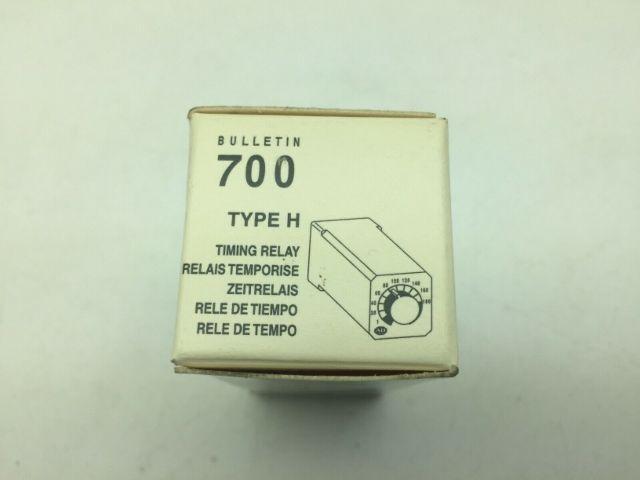 BULLETIN
700
TYPE H
TIMING RELAY
RELAIS TEMPORISE
ZEITRELAIS
RELE DE TIEMPO
RELE DE TEMPO